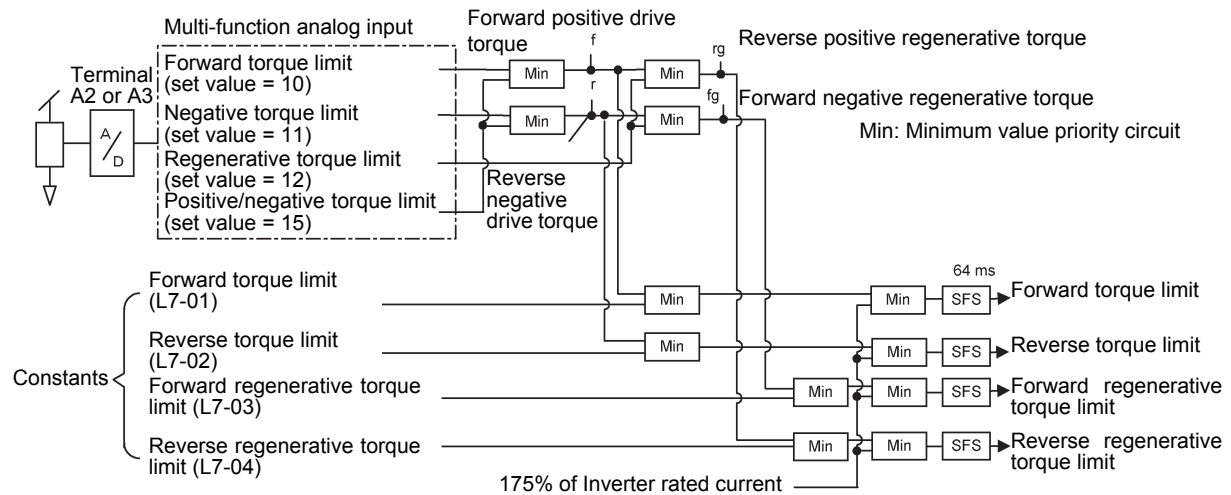 Multi-function analog input
Forward positive drive
torque
f
rg
Reverse positive regenerative torque
Terminal
A2 or A3
Forward torque limit
(set value = 10)
Min
Min
A
D
Negative torque limit
(set value = 11)
r
Min
fg
Min
Forward negative regenerative torque
Min: Minimum value priority circuit
Regenerative torque limit
(set value = 12)
Positive/negative torque limit
(set value = 15)
Reverse
negative
drive torque
Constants
Forward torque limit
(L7-01)
Min
Min
64 ms
SFS
Forward torque limit
Reverse torque limit
(L7-02)
Min
Min
SFS
Reverse torque limit
Forward regenerative torque
limit (L7-03)
Min
Min
SFS
Forward regenerative
torque limit
Reverse regenerative torque
limit (L7-04)
Min
Min
SFS
Reverse regenerative
torque limit
175% of Inverter rated current